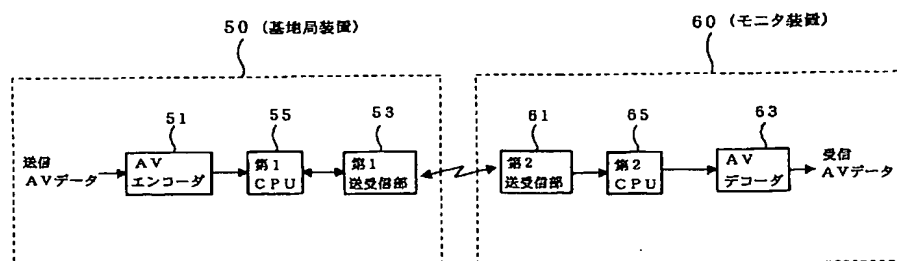 50(基地局装置)
60(モニタ装置)
51
55
53
61
65
63
送信
AVデータ
AV
エンコーダ
第1
CPU
第1
送受信部
第2
送受信部
第2
CPU
AV
デコーダ
受信
AVデータ